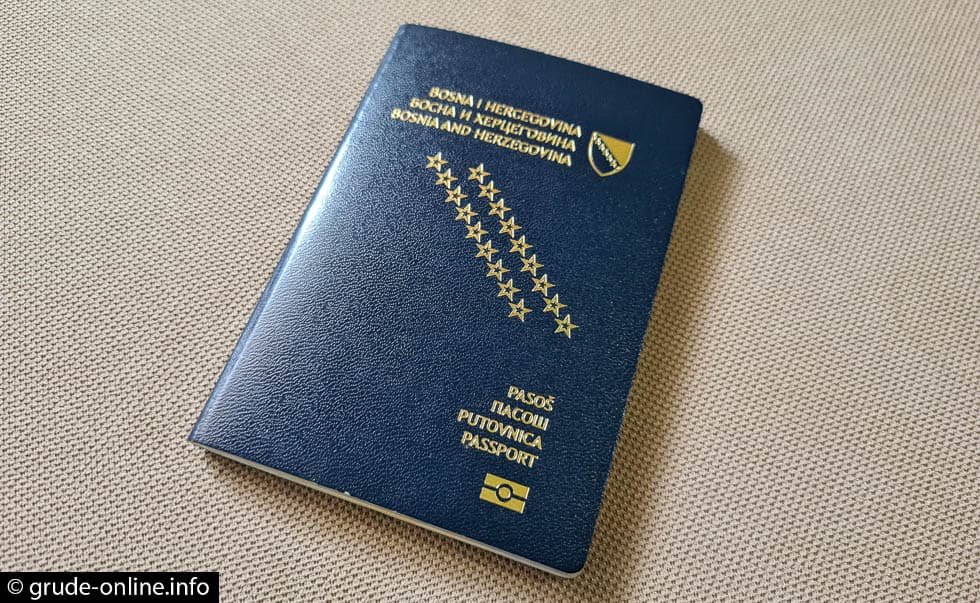 BOSNA I HERCEGOVINA
БОСНА И ХЕРЦЕГОВИНА
BOSNIA AND HERZEGOVINA
PASOŠ
ПАСОШ
PUTOVNICA
PASSPORT
© grude-online.info